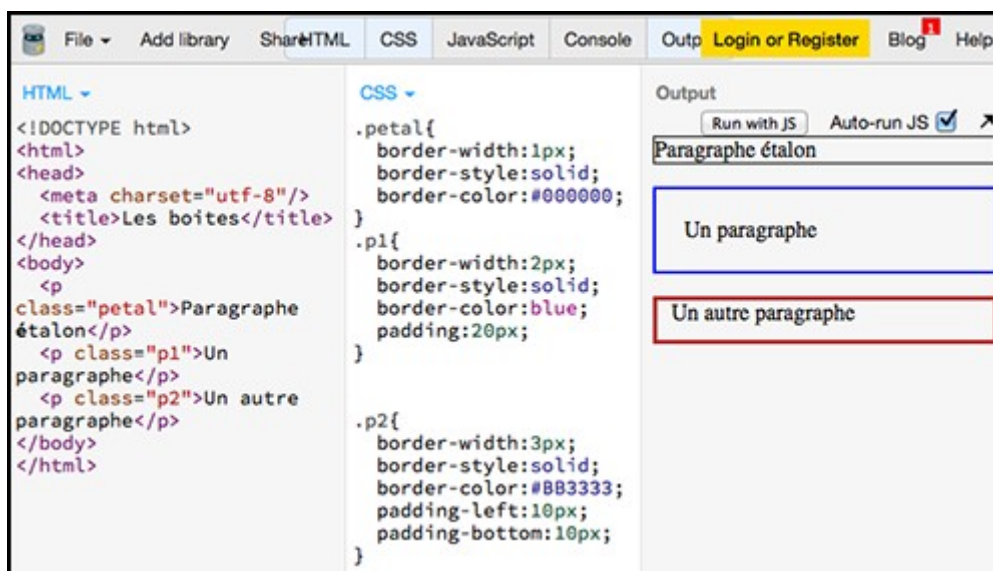 File Add library Share HTML CSS JavaScript Console Outp Login or Register Blog 1 Help
HTML
<!DOCTYPE html>
<html>
<head>
<meta charset="utf-8"/>
<title>Les boites</title>
</head>
<body>
<p
class="petal">Paragraphe
étalon</p>
<p class="p1">Un
paragraphe</p>
<p class="p2">Un autre
paragraphe</p>
</body>
</html>
CSS
.petal{
border-width:1px;
border-style:solid;
border-color:#000000;
}
.p1{
border-width:2px;
border-style:solid;
border-color:blue;
padding:20px;
}
.p2{
border-width:3px;
border-style:solid;
border-color:#BB3333;
padding-left:10px;
padding-bottom:10px;
}
Output
Run with JS Auto-run JS
Paragraphe étalon
Un paragraphe
Un autre paragraphe